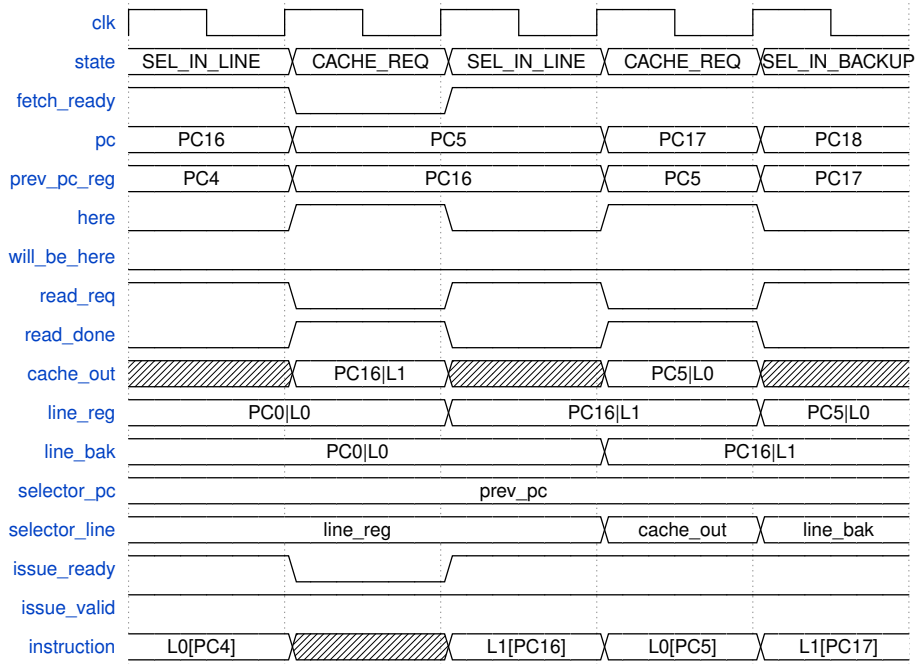 clk
state SEL_IN_LINE CACHE_REQ SEL_IN_LINE CACHE_REQ SEL_IN_BACKUP
fetch_ready
pc PC16 PC5 PC17 PC18
prev_pc_reg PC4 PC16 PC5 PC17
here
will_be_here
read_req
read_done
cache_out PC16|L1 PC5|L0
line_reg PC0|L0 PC16|L1 PC5|L0
line_bak PC0|L0 PC16|L1
selector_pc prev_pc
selector_line line_reg cache_out line_bak
issue_ready
issue_valid
instruction L0[PC4] L1[PC16] L0[PC5] L1[PC17]